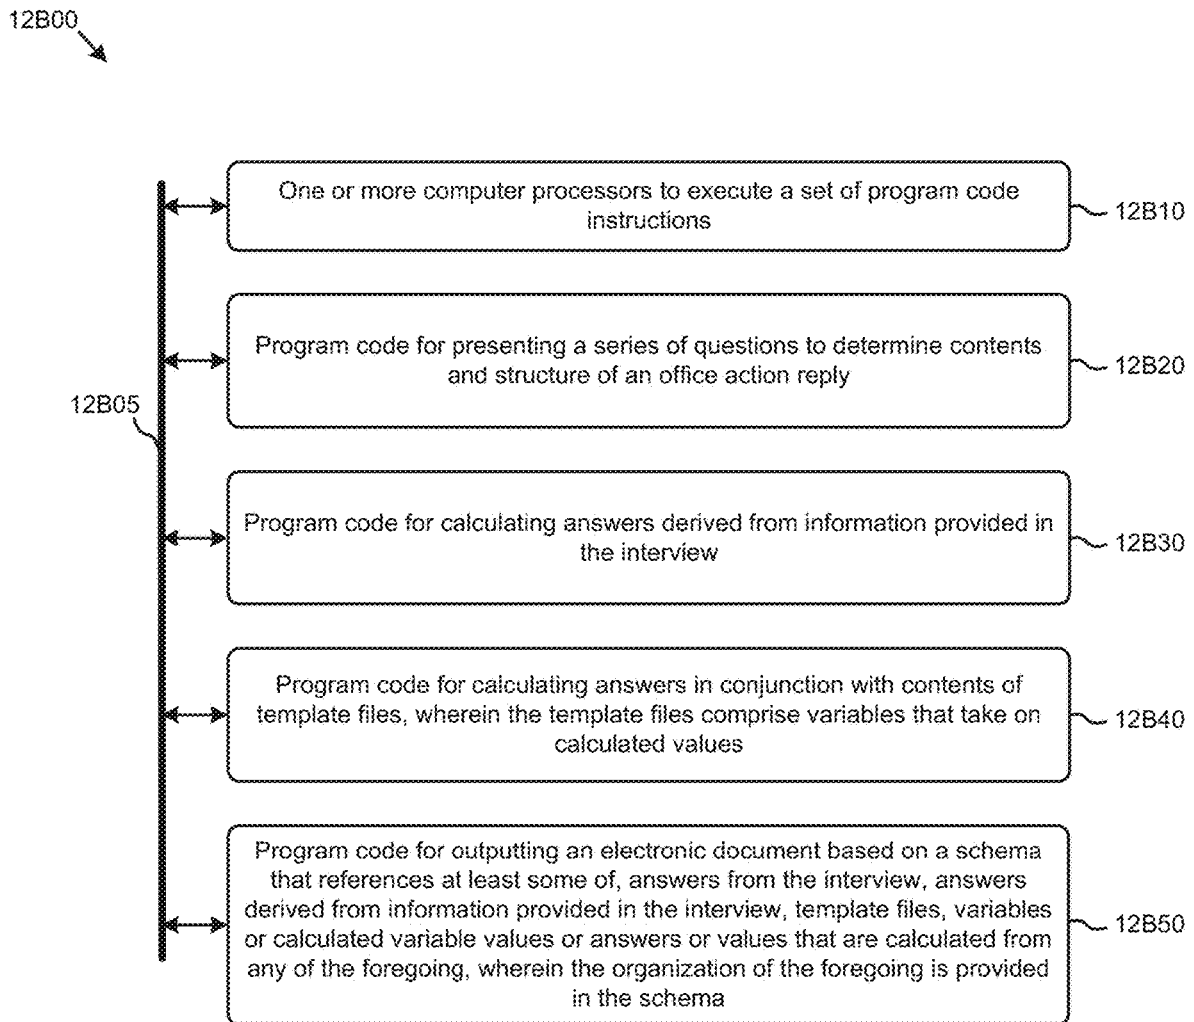 12B00
One or more computer processors to execute a set of program code
instructions
12B10
Program code for presenting a series of questions to determine contents
and structure of an office action reply
12B20
12B05
Program code for calculating answers derived from information provided in
the interview
12B30
Program code for calculating answers in conjunction with contents of
template files, wherein the template files comprise variables that take on
calculated values
12B40
Program code for outputting an electronic document based on a schema
that references at least some of, answers from the interview, answers
derived from information provided in the interview, template files, variables
or calculated variable values or answers or values that are calculated from
any of the foregoing, wherein the organization of the foregoing is provided
in the schema
12B50